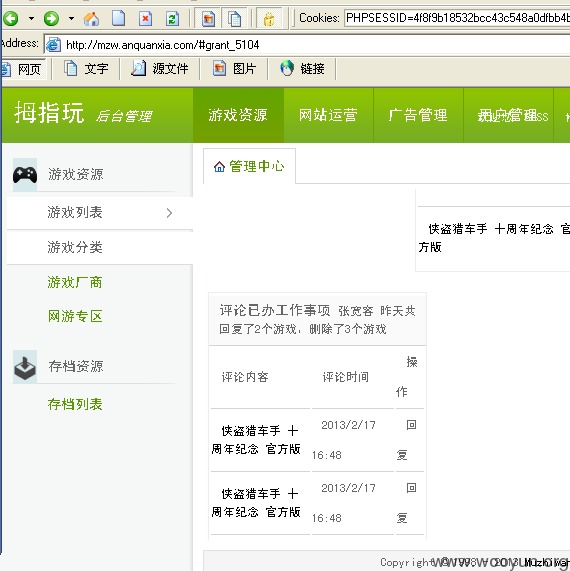 Cookies: PHPSESSID=4f8f9b18532bcc43c548a0dfbb4b
Address: http://mzw.anquanxia.com/#grant_5104
网页 文字 源文件 图片 链接
拇指玩 后台管理 游戏资源 网站运营 广告管理 用户管理
游戏资源
管理中心
游戏列表
侠盗猎车手 十周年纪念 官
方版
游戏分类
游戏厂商
网游专区
评论已办工作事项 张宽容 昨天共
回复了2个游戏, 删除了3个游戏
存档资源
存档列表
评论内容 评论时间 操
作
侠盗猎车手 十
周年纪念 官方版
2013/2/17
16:48
回
复
侠盗猎车手 十
周年纪念 官方版
2013/2/17
16:48
回
复
Copyright
www.wooyun.org